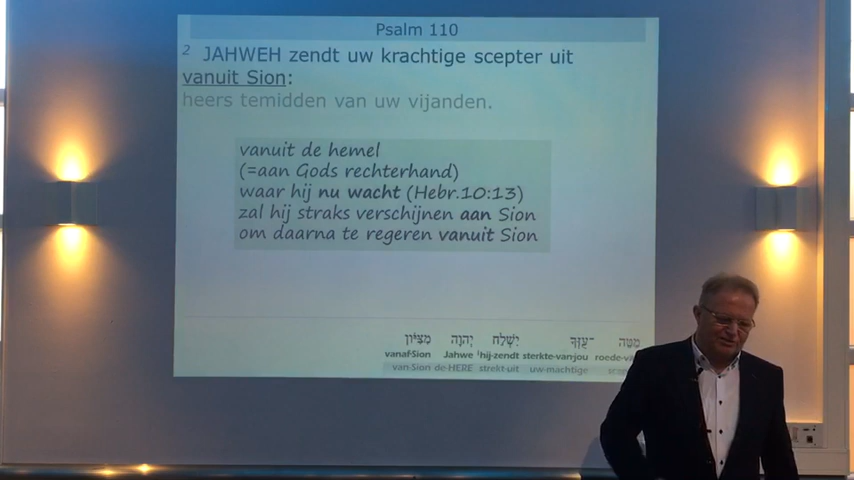 Psalm 110
2 JAHWEH zendt uw krachtige scepter uit
vanuit Sion:
heers temidden van uw vijanden.
vanuit de hemel
(=aan Gods rechterhand)
waar hij nu wacht (Hebr.10:13)
zal hij straks verschijnen aan Sion
om daarna te regeren vanuit Sion
מַטֵּה ־עֻזְּךָ יִשְׁלַח יְהוָה מִצִּיּוֹן
vanaf·Sion Jahwe hij·zendt sterkte·van·jou roede
van·Sion de·HERE strekt·uit uw·machtige